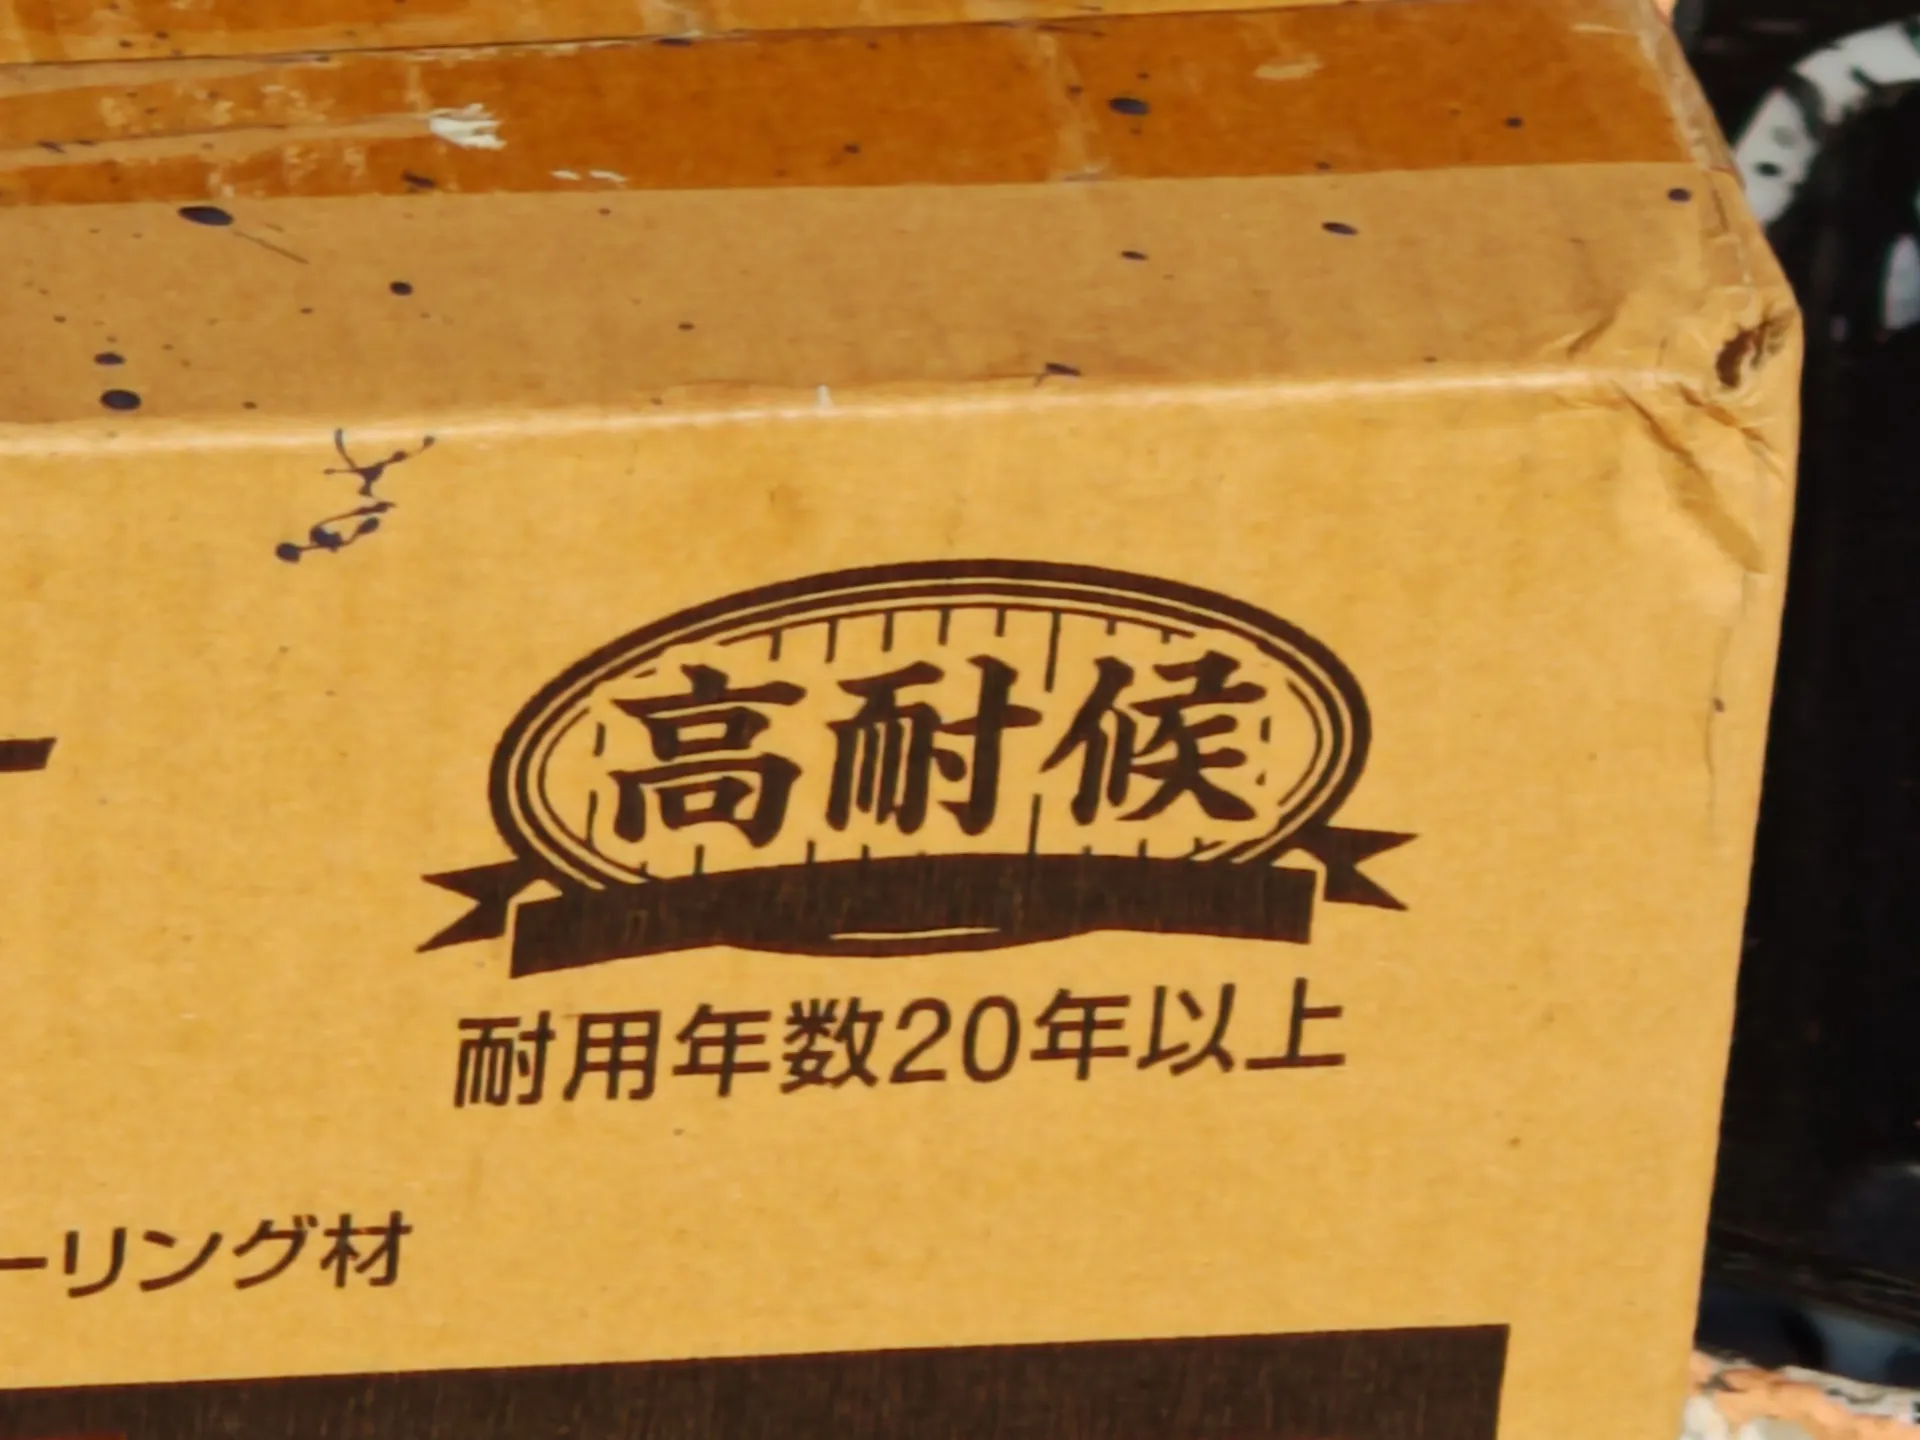 高耐候
耐用年数20年以上
ーリング材